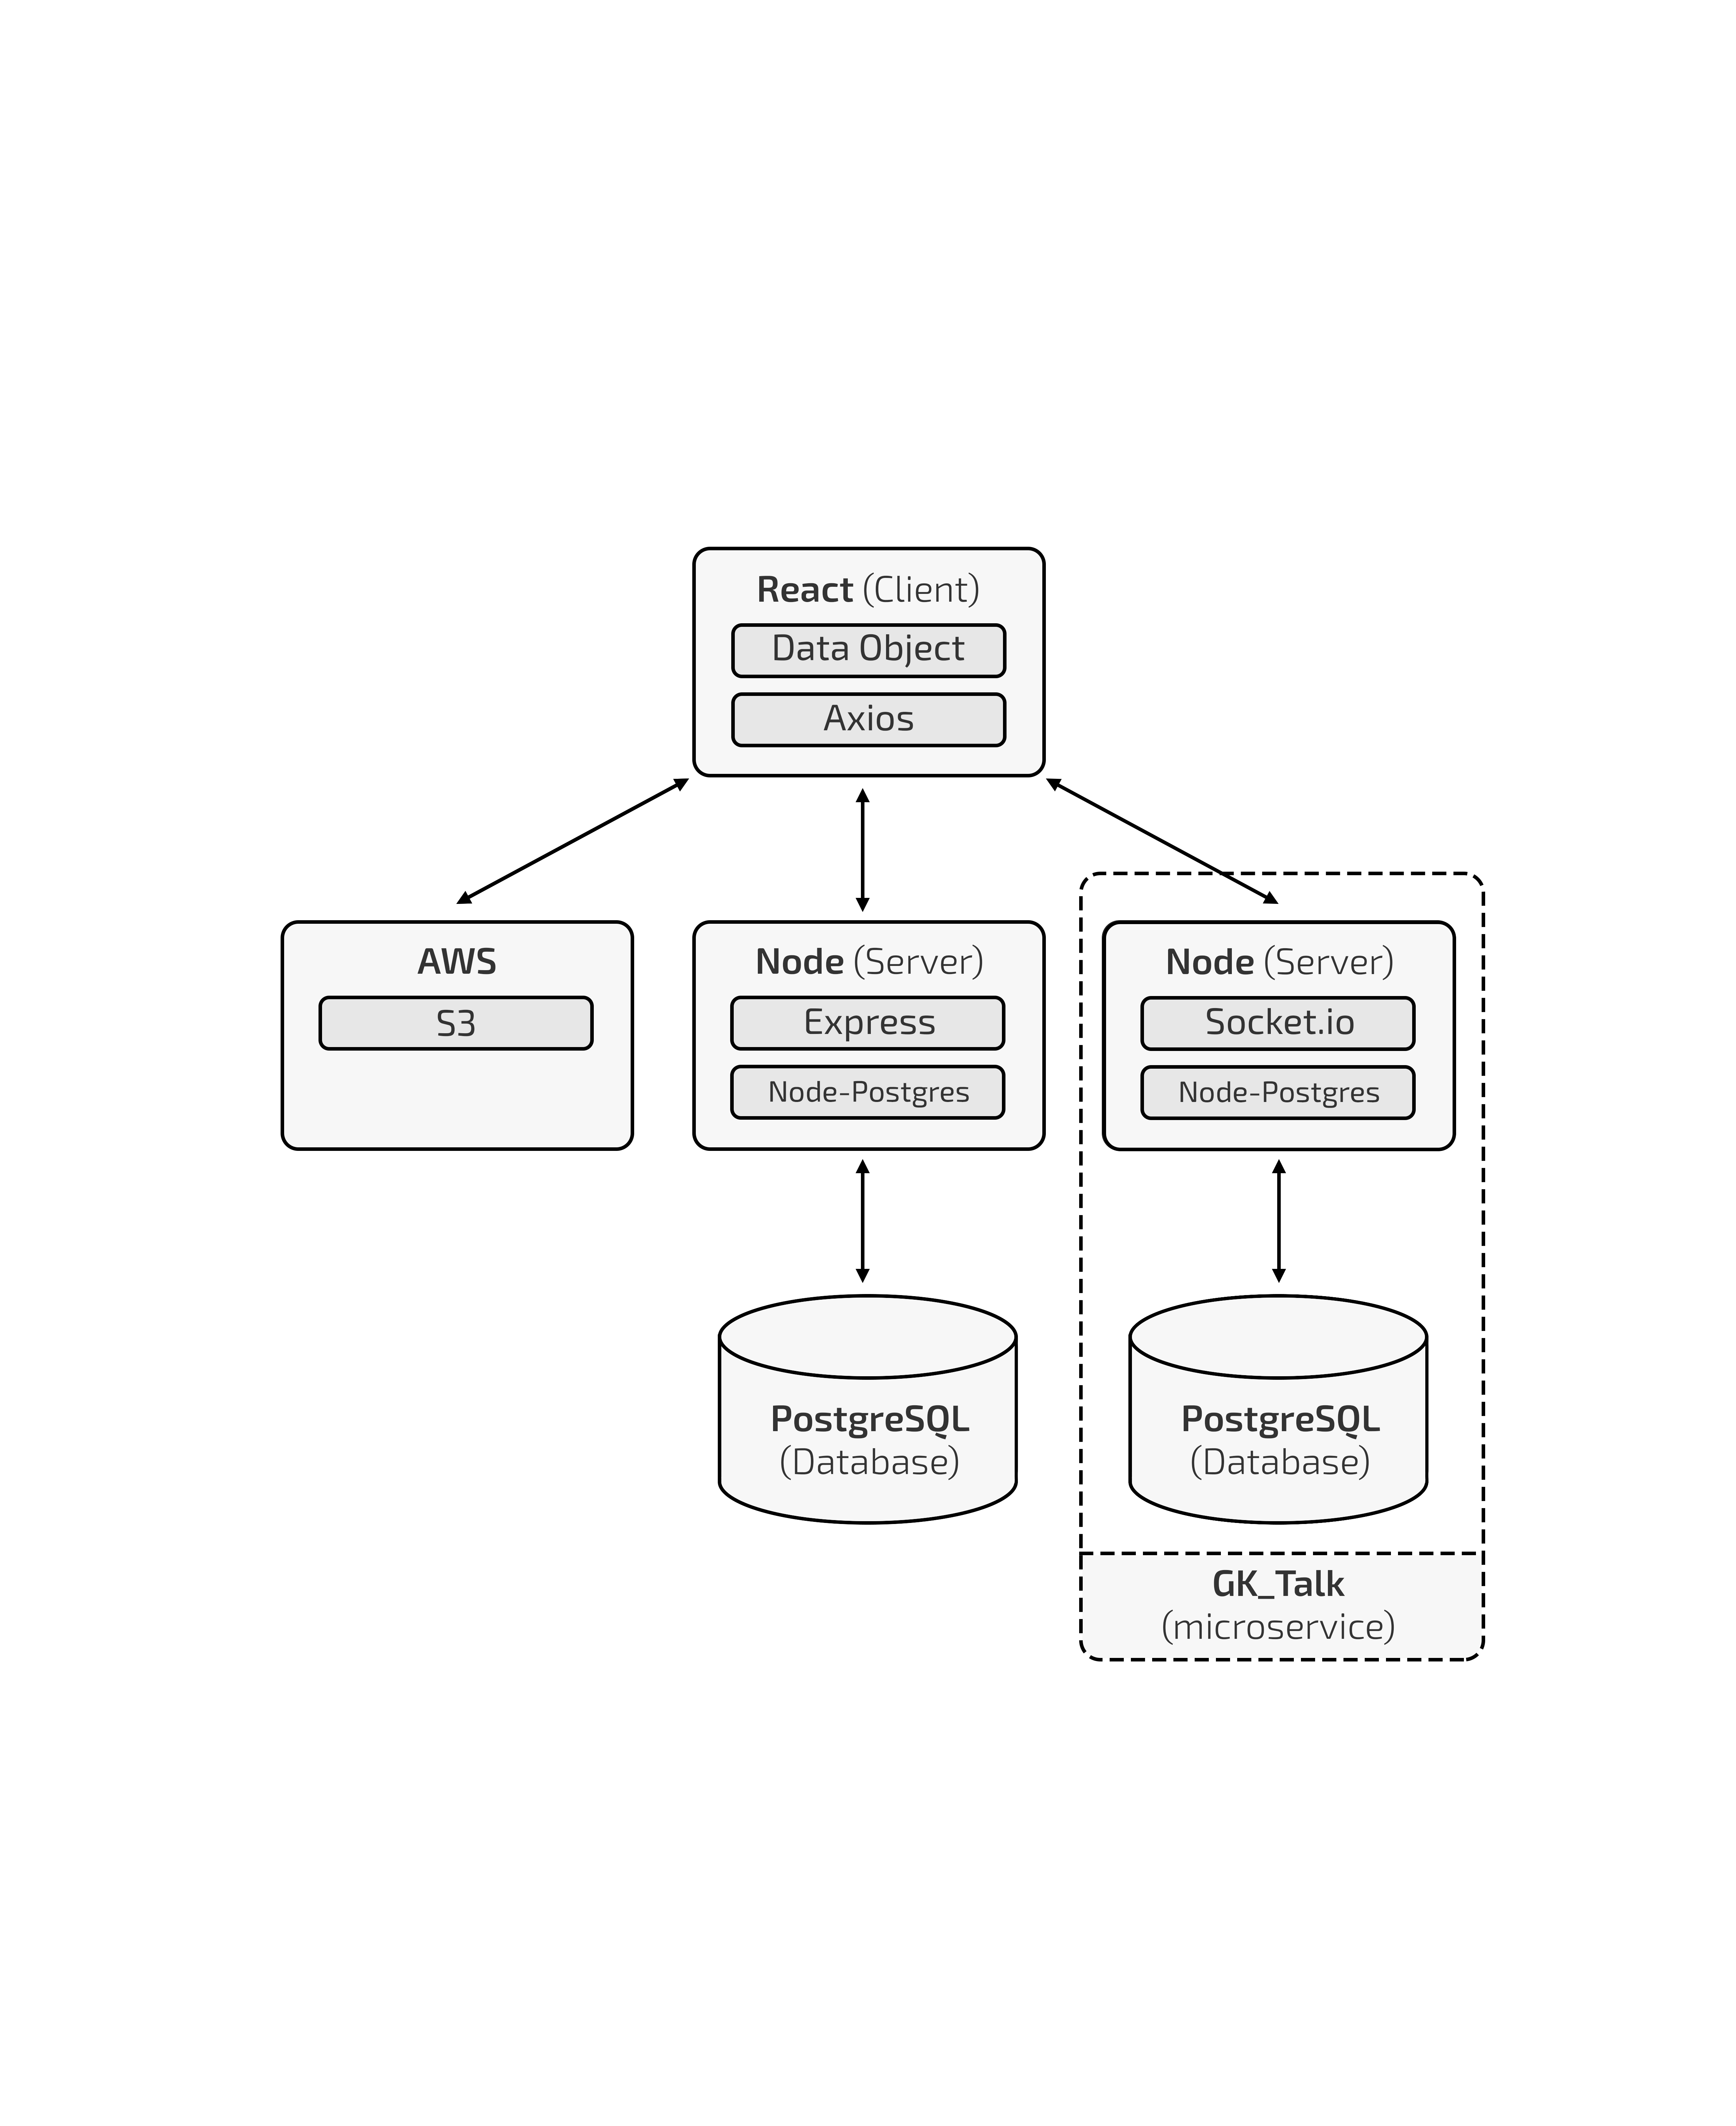 React (Client)
Data Object
Axios
AWS
S3
Node (Server)
Express
Node-Postgres
Node (Server)
Socket.io
Node-Postgres
PostgreSQL
(Database)
PostgreSQL
(Database)
GK_Talk
(microservice)